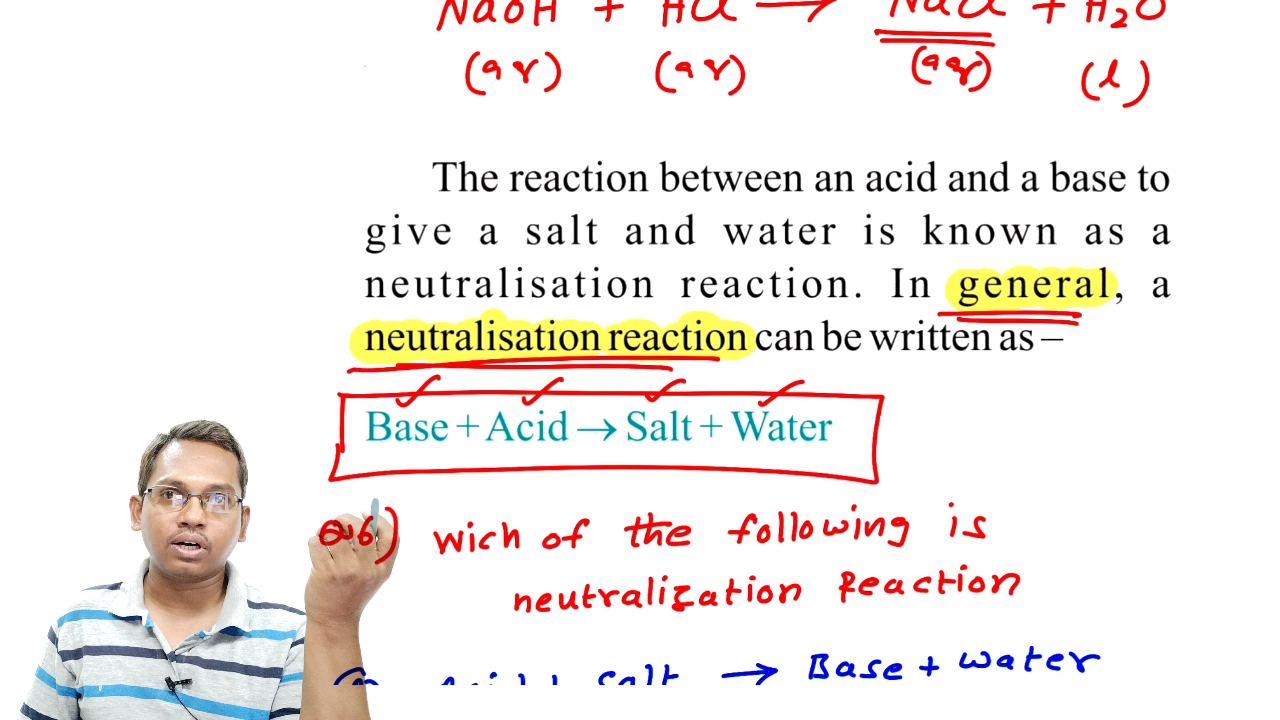 NaOH + HCl → NaCl + H₂O
(aq) (aq) (aq) (l)
The reaction between an acid and a base to
give a salt and water is known as a
neutralisation reaction. In general, a
neutralisation reaction can be written as –
Base + Acid → Salt + Water
Q6) wich of the following is
neutralization Reaction
Acid + Salt → Base + water